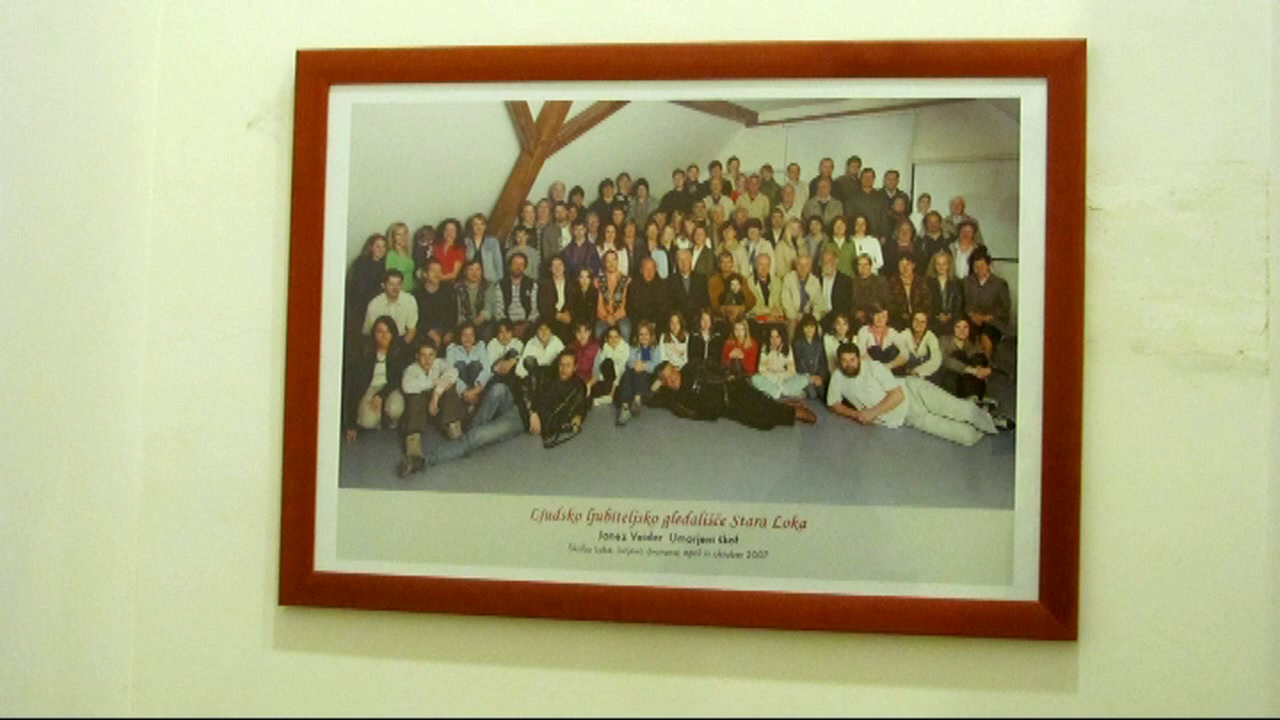 Ljudsko ljubiteljsko gledališče Stara Loka
Janez Veider Umorjeni škof
Škofja Loka, april in oktober 2007